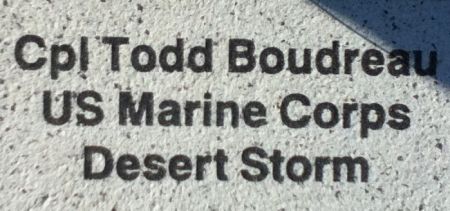 Cpl Todd Boudreau
US Marine Corps
Desert Storm